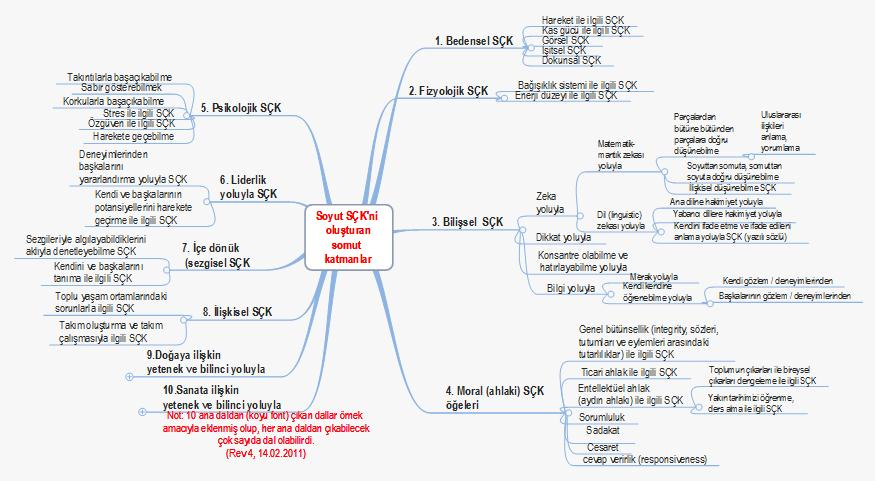 Soyut SÇK'ni
oluşturan
somut
katmanlar
1. Bedensel SÇK
Hareket ile ilgili SÇK
Kas gücü ile ilgili SÇK
Görsel SÇK
İşitsel SÇK
Dokunsal SÇK
2. Fizyolojik SÇK
Bağışıklık sistemi ile ilgili SÇK
Enerji düzeyi ile ilgili SÇK
3. Bilişsel SÇK
Zeka
yoluyla
Matematik-
mantık zekası
yoluyla
Parçalardan
bütüne bütünden
parçalara doğru
düşünebilme
Uluslararası
ilişkileri
anlama,
yorumlama
Soyuttan somuta, somuttan
soyuta doğru düşünebilme
İlişkisel düşünebilme SÇK
Dil (linguistic)
zekası yoluyla
Ana diline hakimiyet yoluyla
Yabancı dillere hakimiyet yoluyla
Kendini ifade etme ve ifade edileni
anlama yoluyla SÇK (yazılı sözlü)
Dikkat yoluyla
Konsantre olabilme ve
hatırlayabilme yoluyla
Bilgi yoluyla
Merak yoluyla
Kendi kendine
öğrenebilme yoluyla
Kendi gözlem / deneyimlerinden
Başkalarının gözlem / deneyimlerinden
4. Moral (ahlaki) SÇK
öğeleri
Genel bütünsellik (integrity, sözleri,
tutumları ve eylemleri arasındaki
tutarlılıklar) ile ilgili SÇK
Ticari ahlak ile ilgili SÇK
Entellektüel ahlak
(aydın ahlakı) ile ilgili SÇK
Toplumun çıkarları ile bireysel
çıkarları dengeleme ile ilgili SÇK
Yakın tarihimizi öğrenme,
ders alma ile ilgili SÇK
Sorumluluk
Sadakat
Cesaret
cevap verirlik (responsiveness)
5. Psikolojik SÇK
Takıntılarla başaçıkabilme
Sabır gösterebilmek
Korkularla başaçıkabilme
Stres ile ilgili SÇK
Özgüven ile ilgili SÇK
Harekete geçebilme
6. Liderlik
yoluyla SÇK
Deneyimlerinden
başkalarını
yararlandırma yoluyla SÇK
Kendi ve başkalarının
potansiyellerini harekete
geçirme ile ilgili SÇK
7. İçe dönük
(sezgisel SÇK
Sezgileriyle algılayabildiklerini
aklıyla denetleyebilme SÇK
Kendini ve başkalarını
tanıma ile ilgili SÇK
8. İlişkisel SÇK
Toplu yaşam ortamlarındaki
sorunlarla ilgili SÇK
Takım oluşturma ve takım
çalışmasıyla ilgili SÇK
9.Doğaya ilişkin
yetenek ve bilinci yoluyla
10.Sanata ilişkin
yetenek ve bilinci yoluyla
Not: 10 ana daldan (koyu font) çıkan dallar örnek
amacıyla eklenmiş olup, her ana daldan çıkabilecek
çok sayıda dal olabilirdi.
(Rev4, 14.02.2011)